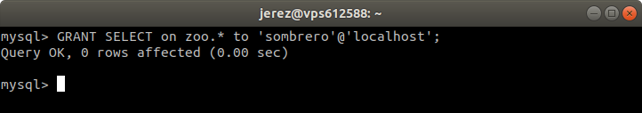 jerez@vps612588: ~
mysql> GRANT SELECT on zoo.* to 'sombrero'@'localhost';
Query OK, 0 rows affected (0.00 sec)
mysql>